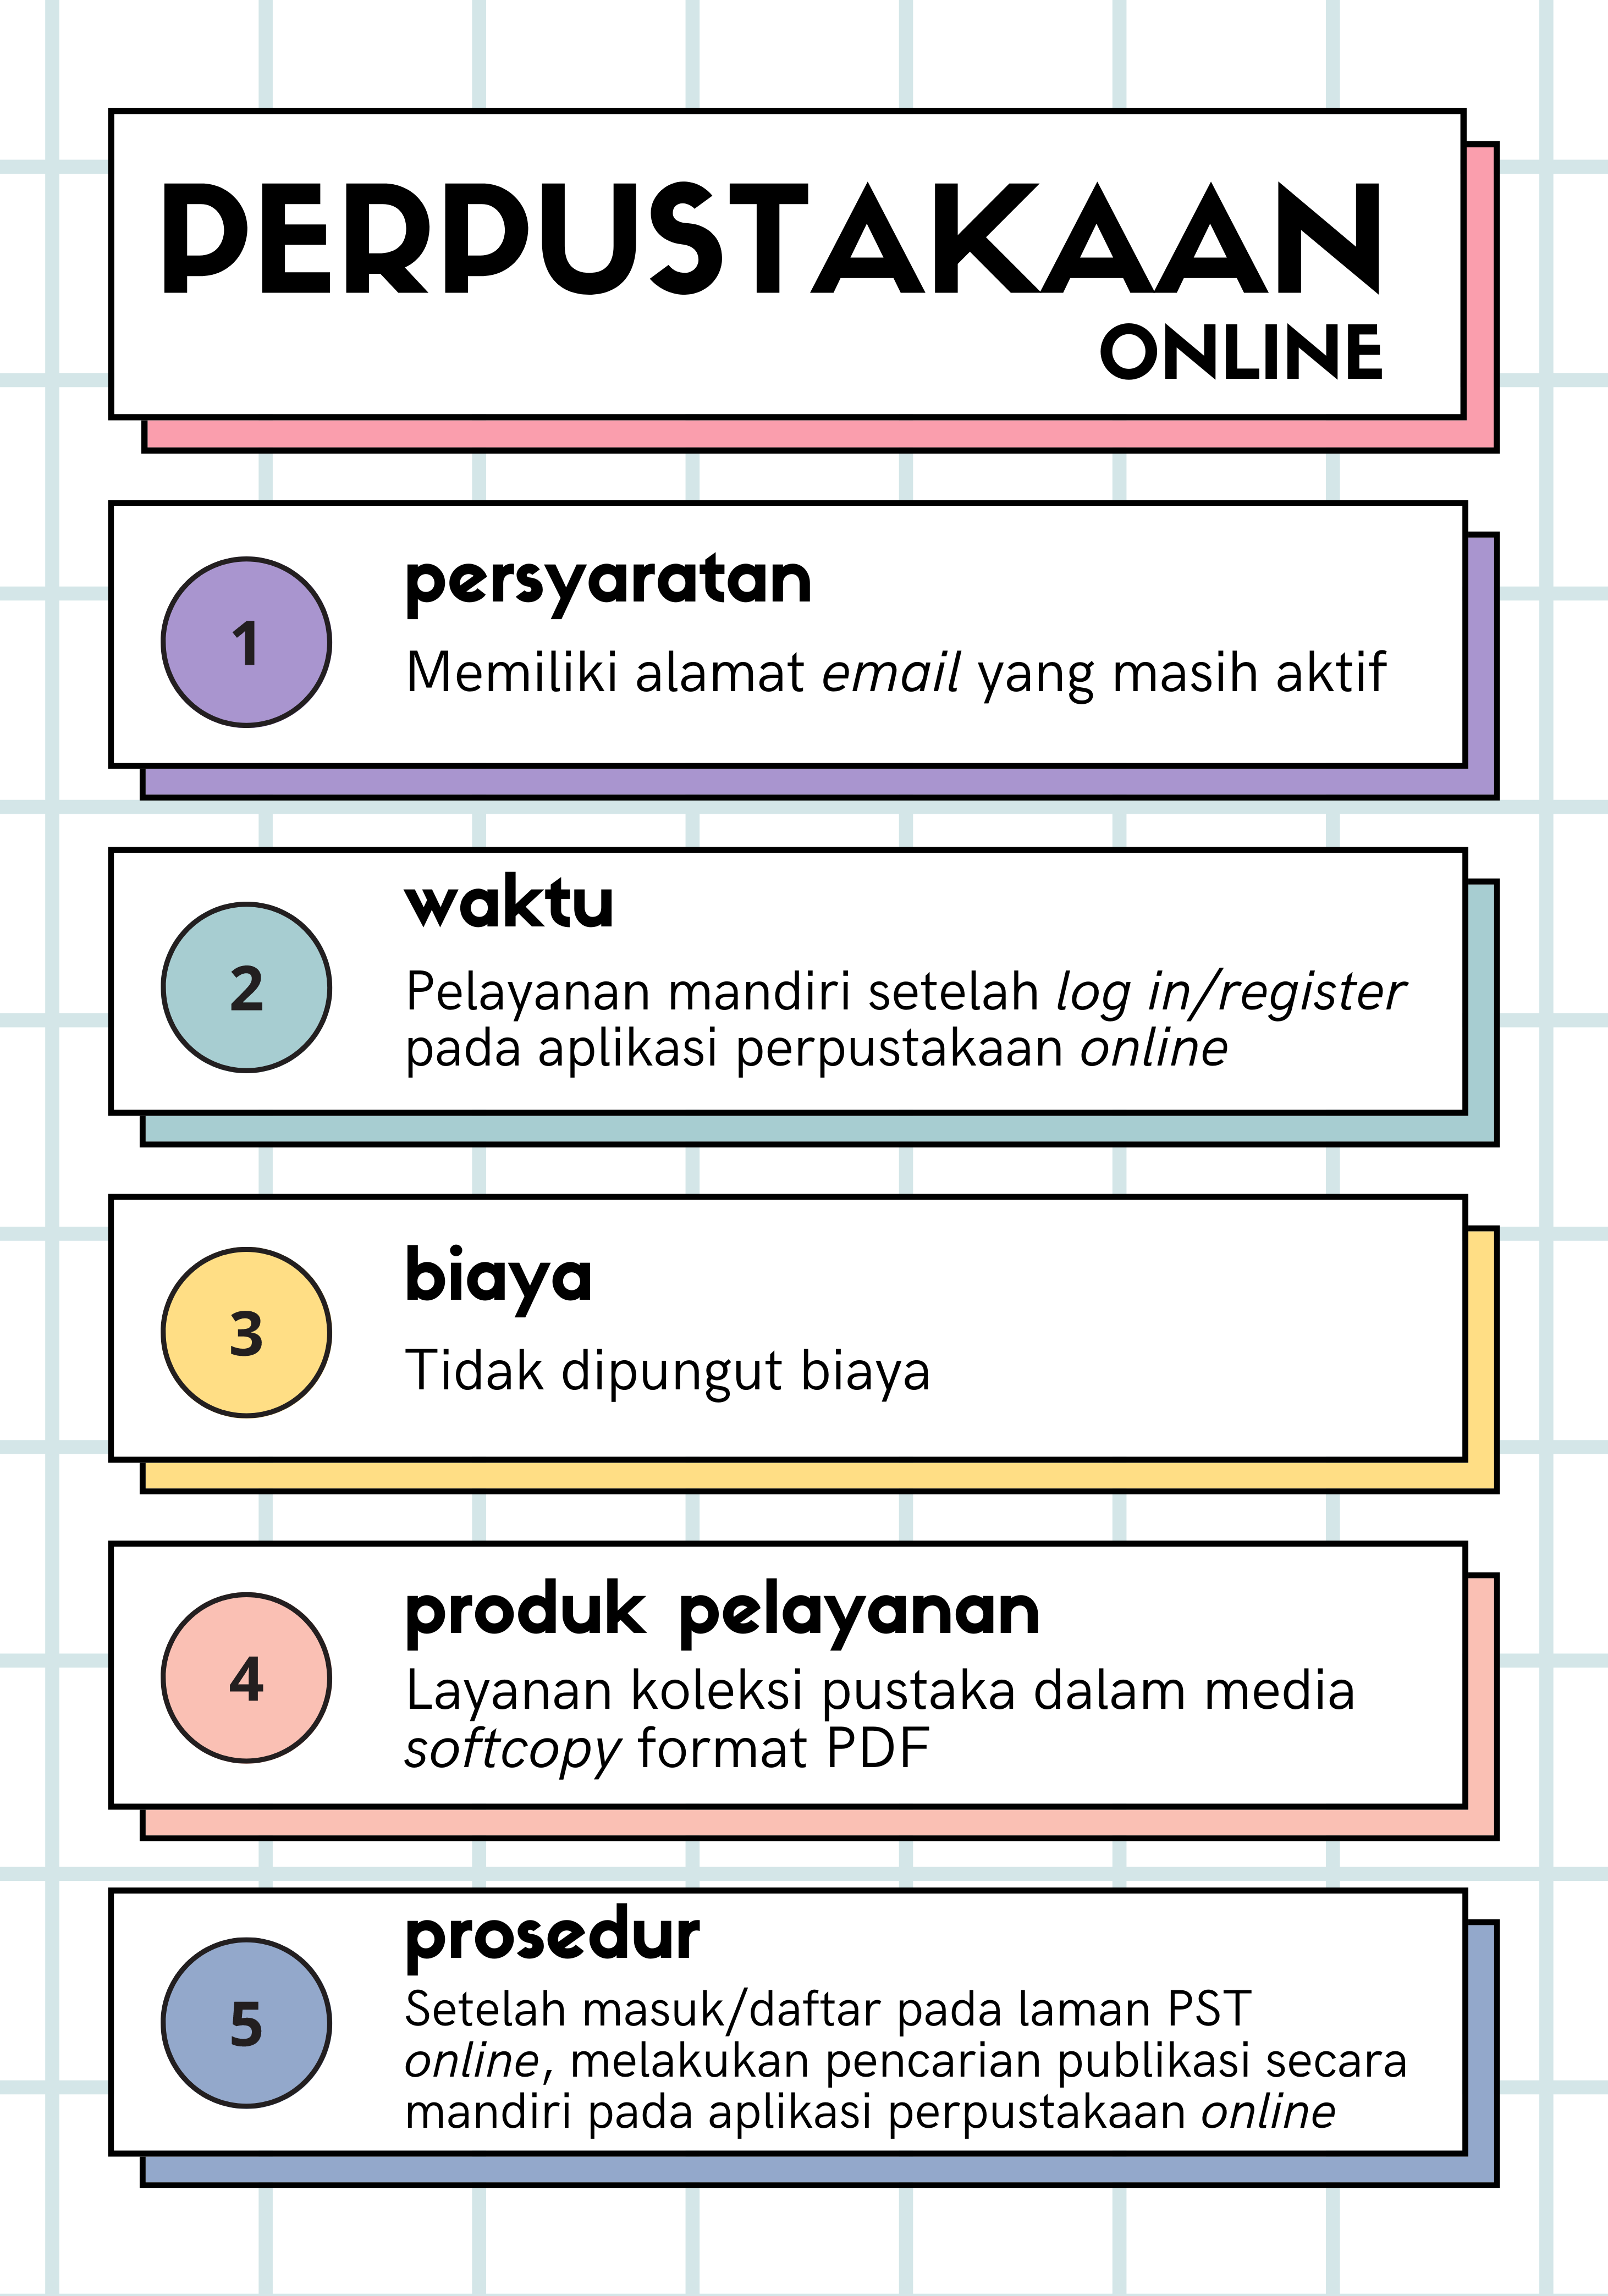 PERPUSTAKAAN
ONLINE
1
persyaratan
Memiliki alamat email yang masih aktif
2
waktu
Pelayanan mandiri setelah log in/register
pada aplikasi perpustakaan online
3
biaya
Tidak dipungut biaya
4
produk pelayanan
Layanan koleksi pustaka dalam media
softcopy format PDF
5
prosedur
Setelah masuk/daftar pada laman PST
online, melakukan pencarian publikasi secara
mandiri pada aplikasi perpustakaan online